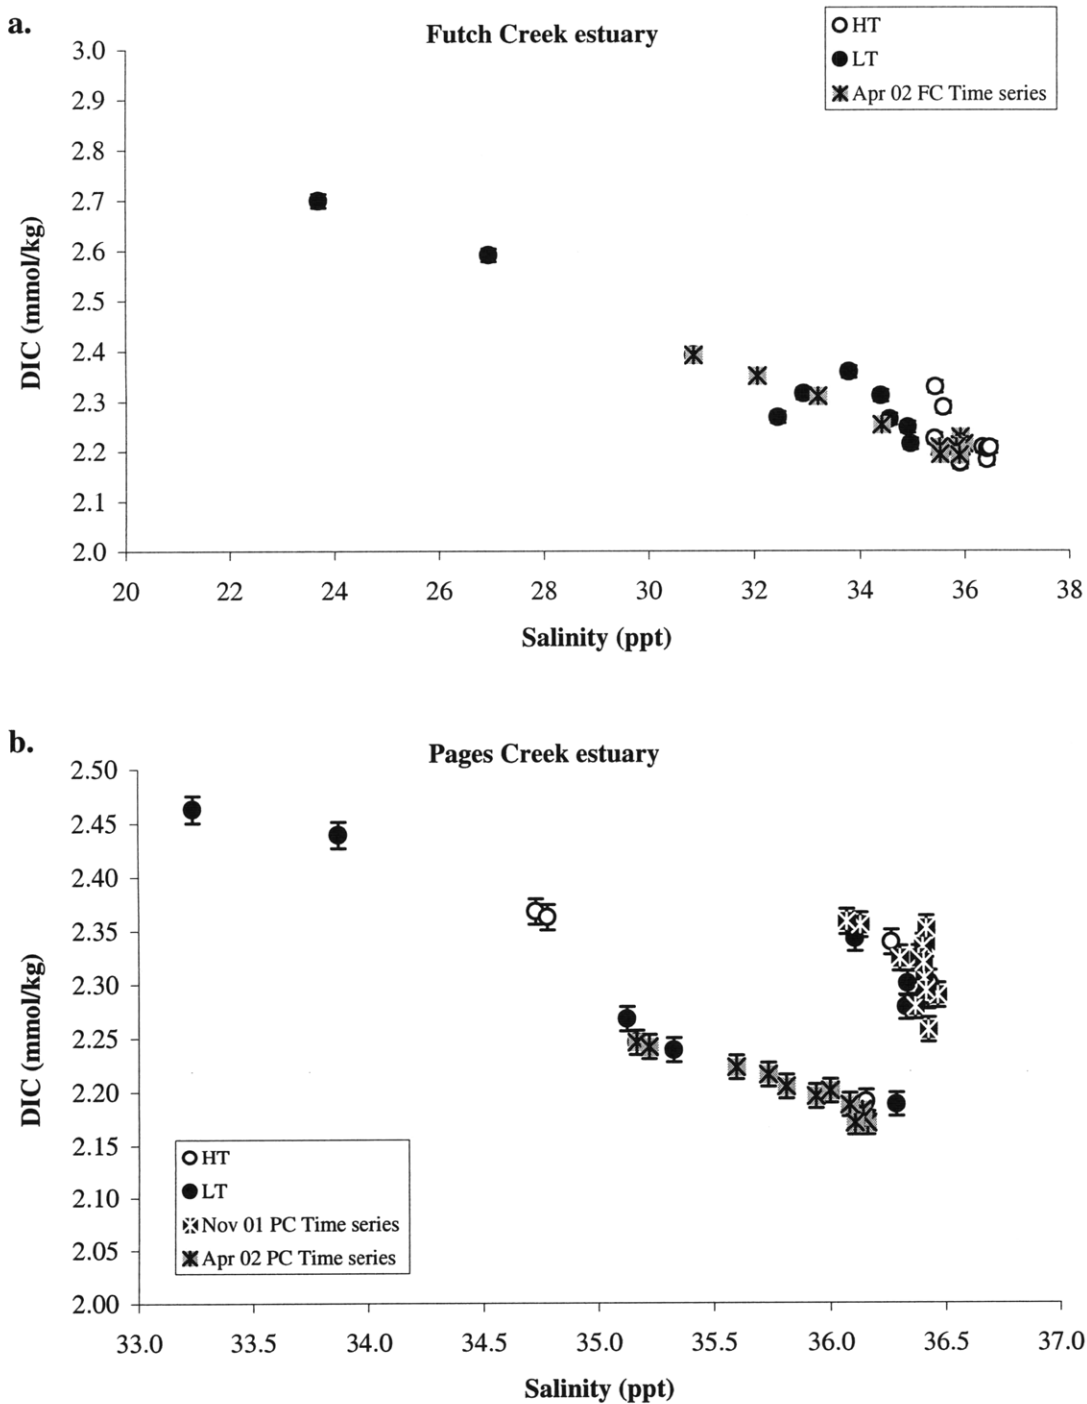 a.
Futch Creek estuary
HT
LT
Apr 02 FC Time series
3.0
2.9
2.8
2.7
2.6
2.5
2.4
2.3
2.2
2.1
2.0
DIC (mmol/kg)
20 22 24 26 28 30 32 34 36 38
Salinity (ppt)
b.
Pages Creek estuary
2.50
2.45
2.40
2.35
2.30
2.25
2.20
2.15
2.10
2.05
2.00
DIC (mmol/kg)
HT
LT
Nov 01 PC Time series
Apr 02 PC Time series
33.0 33.5 34.0 34.5 35.0 35.5 36.0 36.5 37.0
Salinity (ppt)